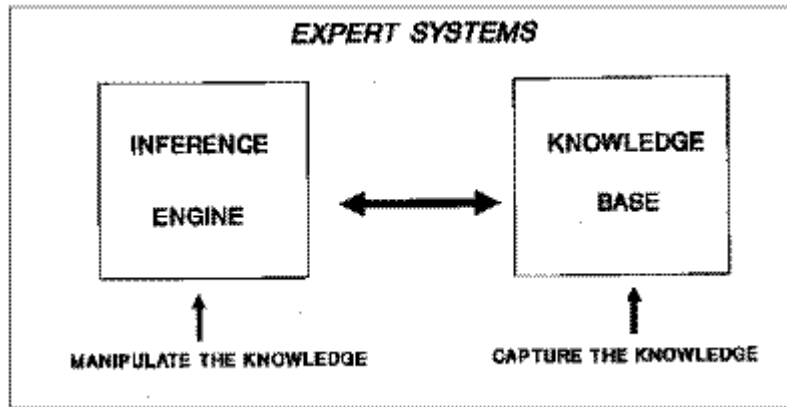 EXPERT SYSTEMS
INFERENCE
ENGINE
KNOWLEDGE
BASE
MANIPULATE THE KNOWLEDGE
CAPTURE THE KNOWLEDGE